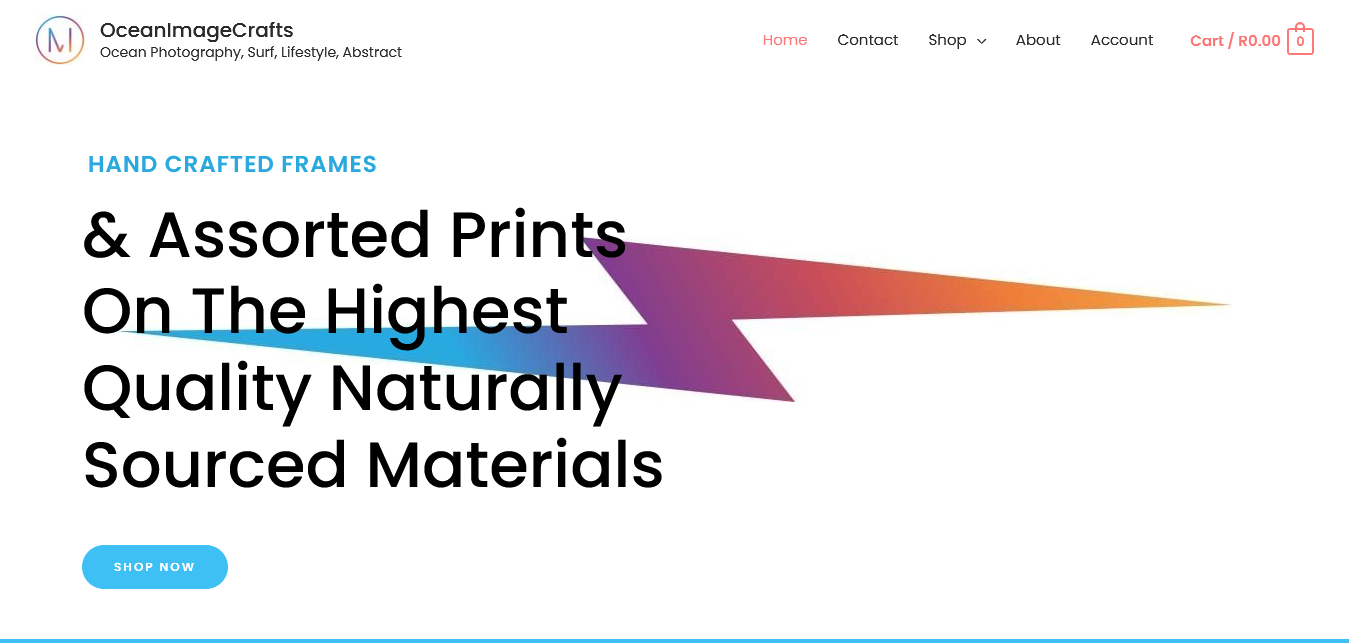 M
OceanImageCrafts
Ocean Photography, Surf, Lifestyle, Abstract
Home Contact Shop About Account Cart / R0.00 0
HAND CRAFTED FRAMES
& Assorted Prints
On The Highest
Quality Naturally
Sourced Materials
SHOP NOW